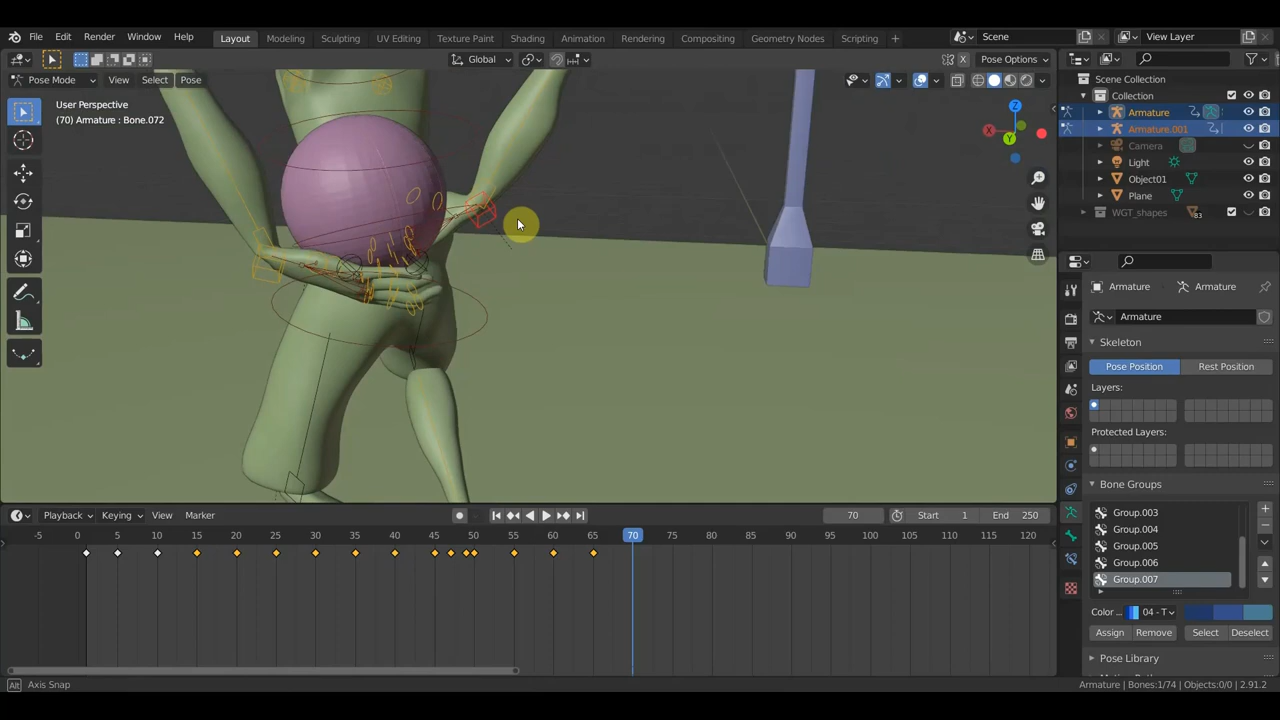 File Edit Render Window Help Layout Modeling Sculpting UV Editing Texture Paint Shading Animation Rendering Compositing Geometry Nodes Scripting + Scene View Layer
Global Pose Options
Pose Mode View Select Pose
User Perspective
(70) Armature : Bone.072
Z
X
Y
Scene Collection
Collection
Armature
Armature.001
Camera
Light
Object01
Plane
WGT_shapes 83
Armature Armature
Armature
Skeleton
Pose Position Rest Position
Layers:
Protected Layers:
Bone Groups
Group.003
Group.004
Group.005
Group.006
Group.007
Color ... 04 - T
Assign Remove Select Deselect
Pose Library
Playback Keying View Marker 70 Start 1 End 250
-5 0 5 10 15 20 25 30 35 40 45 50 55 60 65 70 75 80 85 90 95 100 105 110 115 120
Alt Axis Snap Armature | Bones:1/74 | Objects:0/0 | 2.91.2